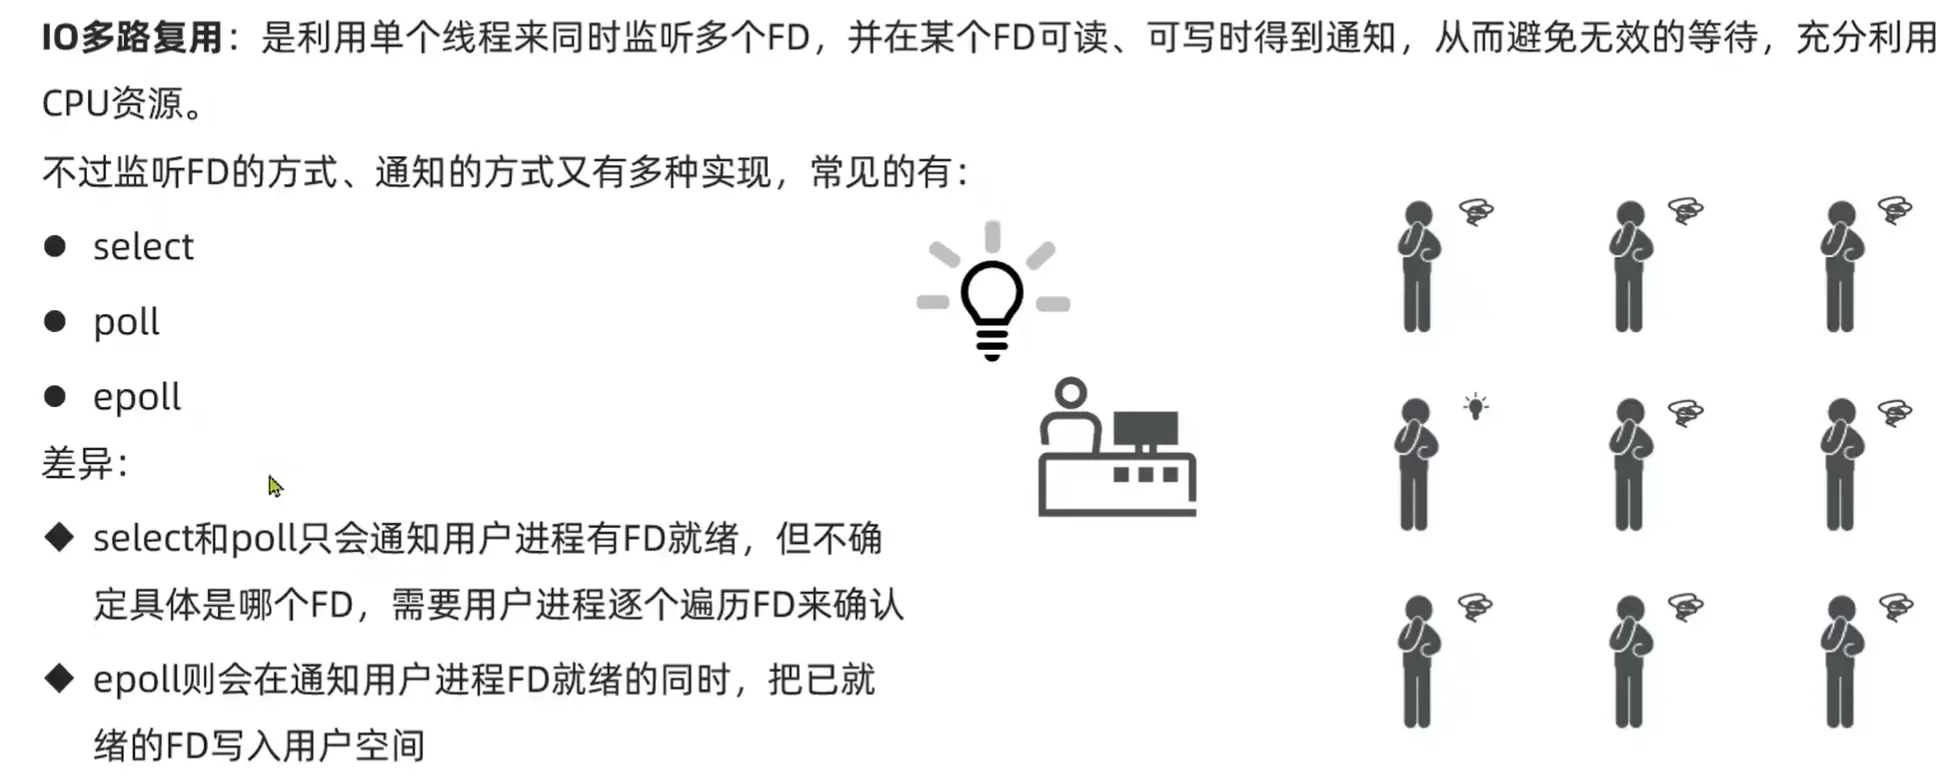 IO多路复用：是利用单个线程来同时监听多个FD，并在某个FD可读、可写时得到通知，从而避免无效的等待，充分利用
CPU资源。
不过监听FD的方式、通知的方式又有多种实现，常见的有：
● select
● poll
● epoll
差异：
◆ select和poll只会通知用户进程有FD就绪，但不确
定具体是哪个FD，需要用户进程逐个遍历FD来确认
◆ epoll则会在通知用户进程FD就绪的同时，把已就
绪的FD写入用户空间